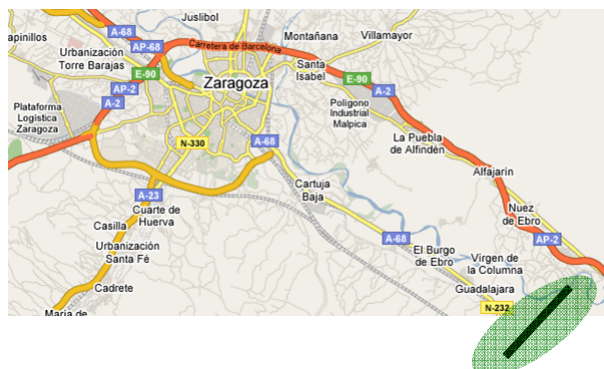 Juslibol
A-68
Montañana
Villamayor
apinillos
AP-68
Carretera de Barcelona
Urbanización
Torre Barajas
Santa
Isabel
E-90
Zaragoza
E-90
AP-2
A-2
A-2
Plataforma
Logística
Zaragoza
Poligono
Industrial
Malpica
N-330
A-68
La Puebla
de Alfindén
Alfajarín
A-23
Cartuja
Baja
Cuarte de
Huerva
Nuez
de Ebro
Casilla
A-68
AP-2
Urbanización
Santa Fé
El Burgo
de Ebro
Virgen de
la Columna
Cadrete
Guadalajara
N-232
Maria de